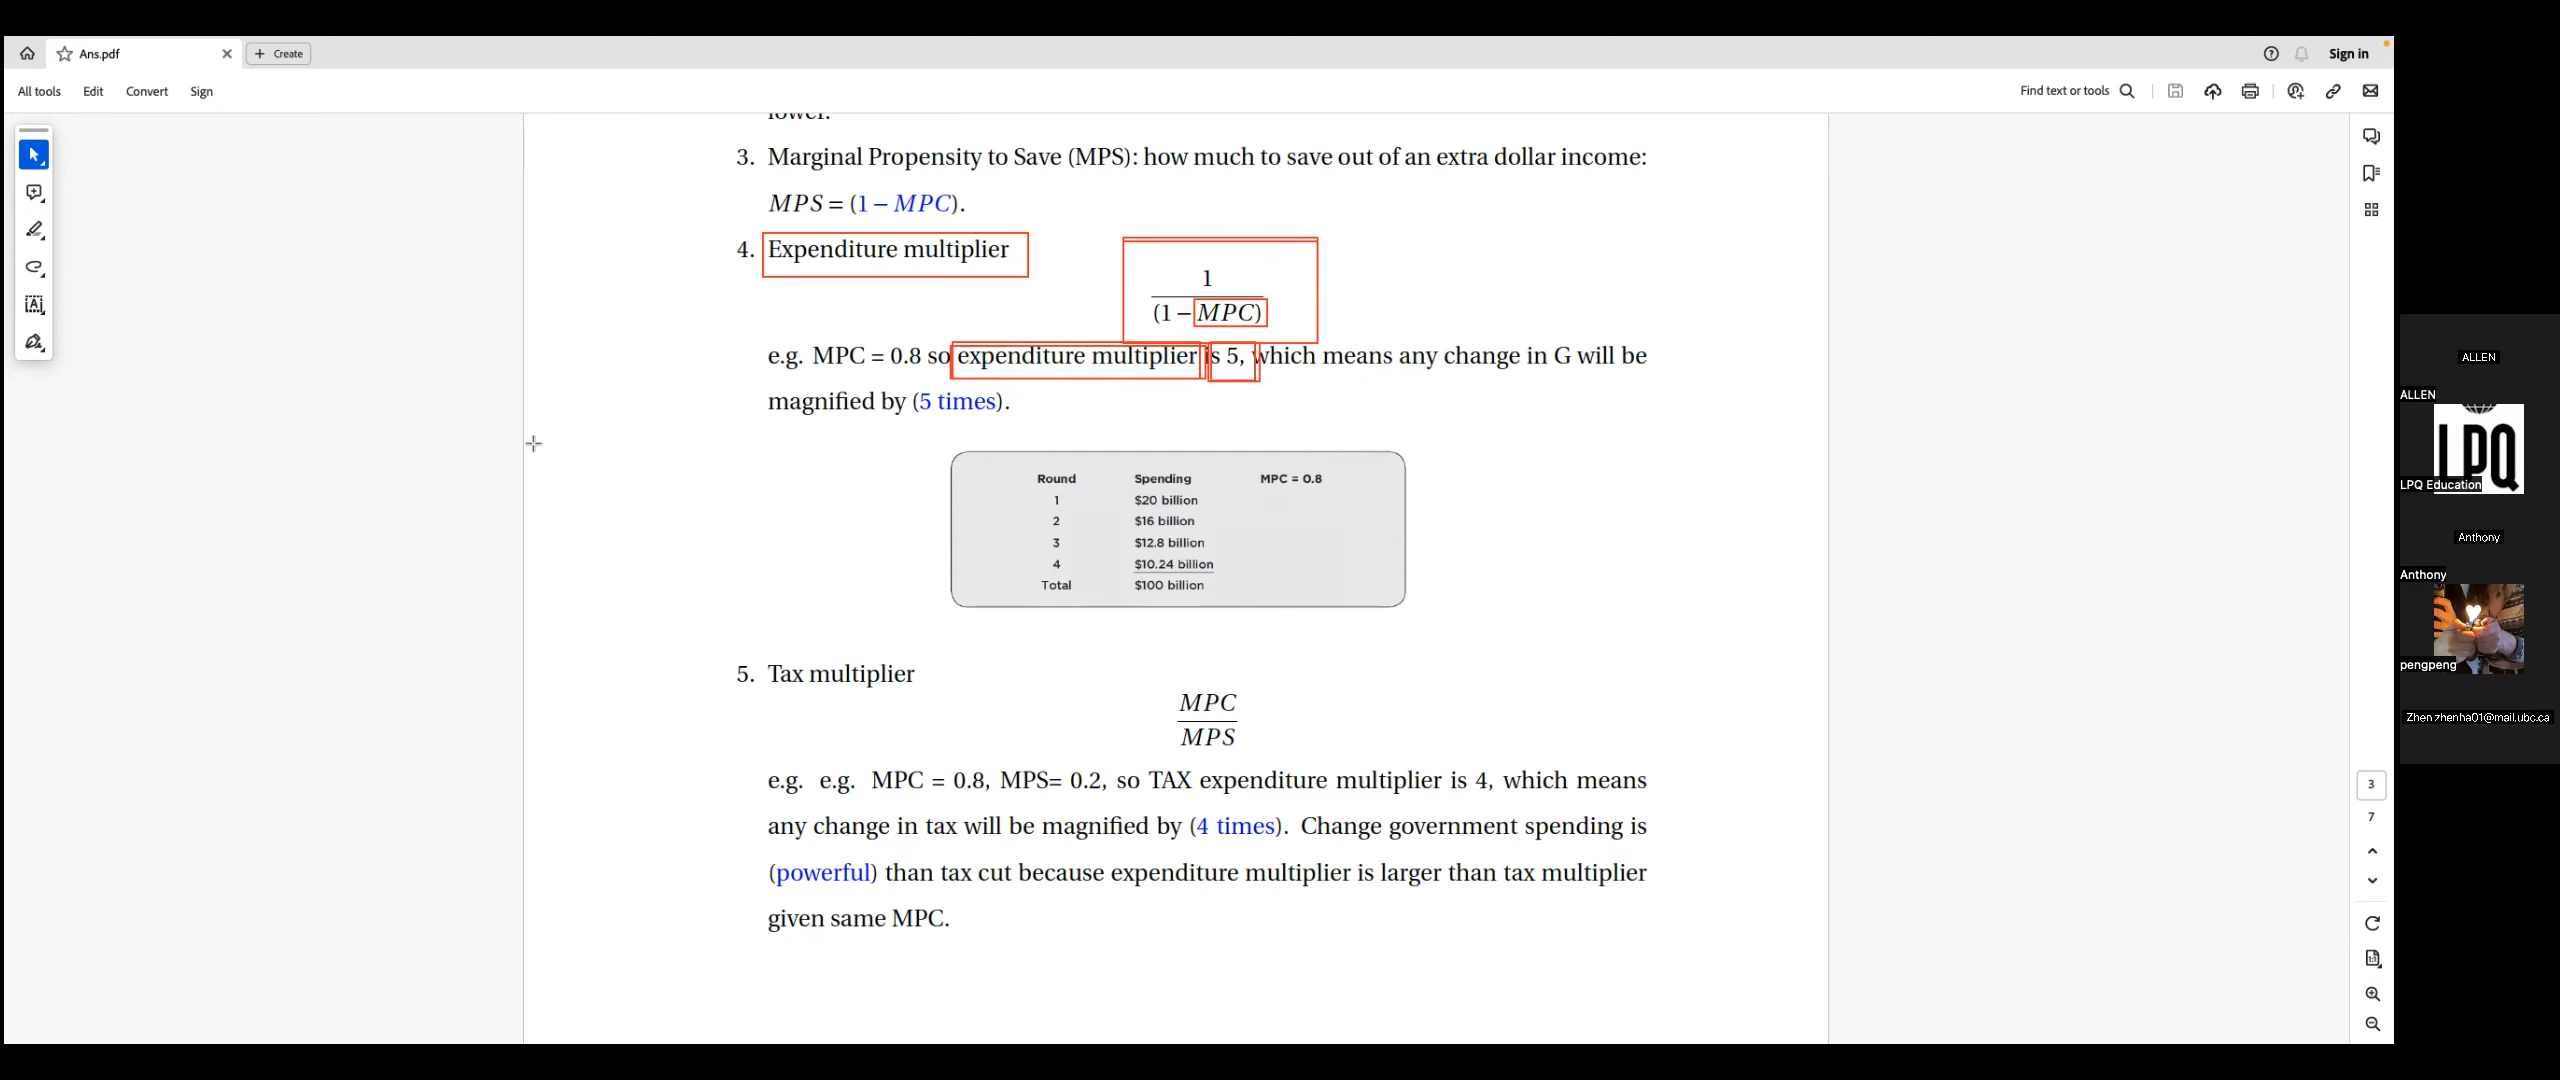 Ans.pdf
Create
Sign in
All tools
Edit
Convert
Sign
Find text or tools
3. Marginal Propensity to Save (MPS): how much to save out of an extra dollar income:
MPS = (1 − MPC).
4. Expenditure multiplier
1
(1 − MPC)
e.g. MPC = 0.8 so expenditure multiplier is 5, which means any change in G will be
magnified by (5 times).
Round Spending MPC = 0.8
1 $20 billion
2 $16 billion
3 $12.8 billion
4 $10.24 billion
Total $100 billion
5. Tax multiplier
MPC
MPS
e.g. e.g. MPC = 0.8, MPS= 0.2, so TAX expenditure multiplier is 4, which means
any change in tax will be magnified by (4 times). Change government spending is
(powerful) than tax cut because expenditure multiplier is larger than tax multiplier
given same MPC.
3
7
ALLEN
ALLEN
LPQ
LPQ Education
Anthony
Anthony
pengpeng
Zhen zhenha01@mail.ubc.ca